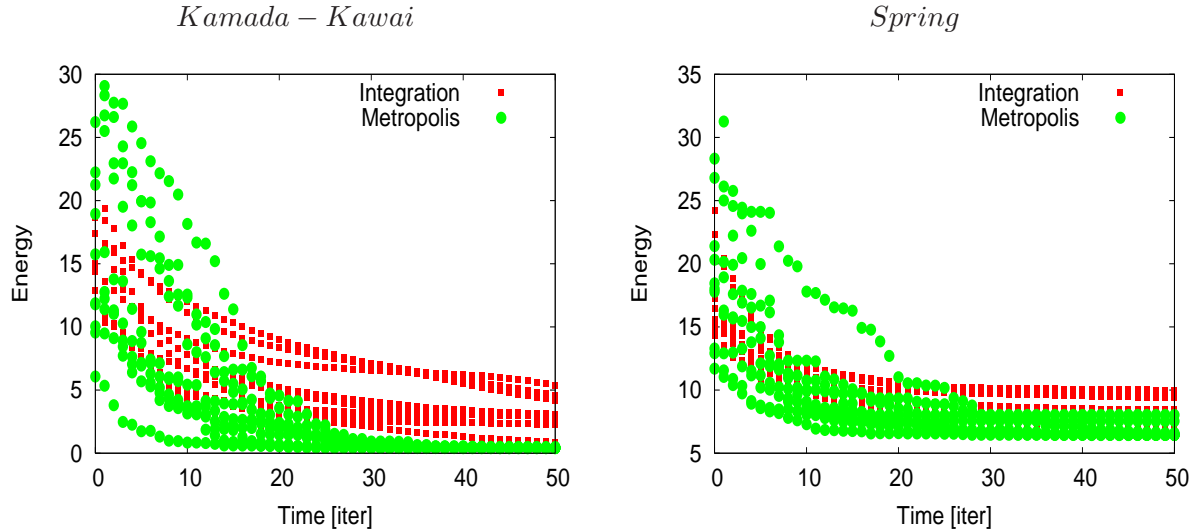 Kamada – Kawai
30
25
20
15
10
5
0
Energy
Integration
Metropolis
0 10 20 30 40 50
Time [iter]
Spring
35
30
25
20
15
10
5
Energy
Integration
Metropolis
0 10 20 30 40 50
Time [iter]